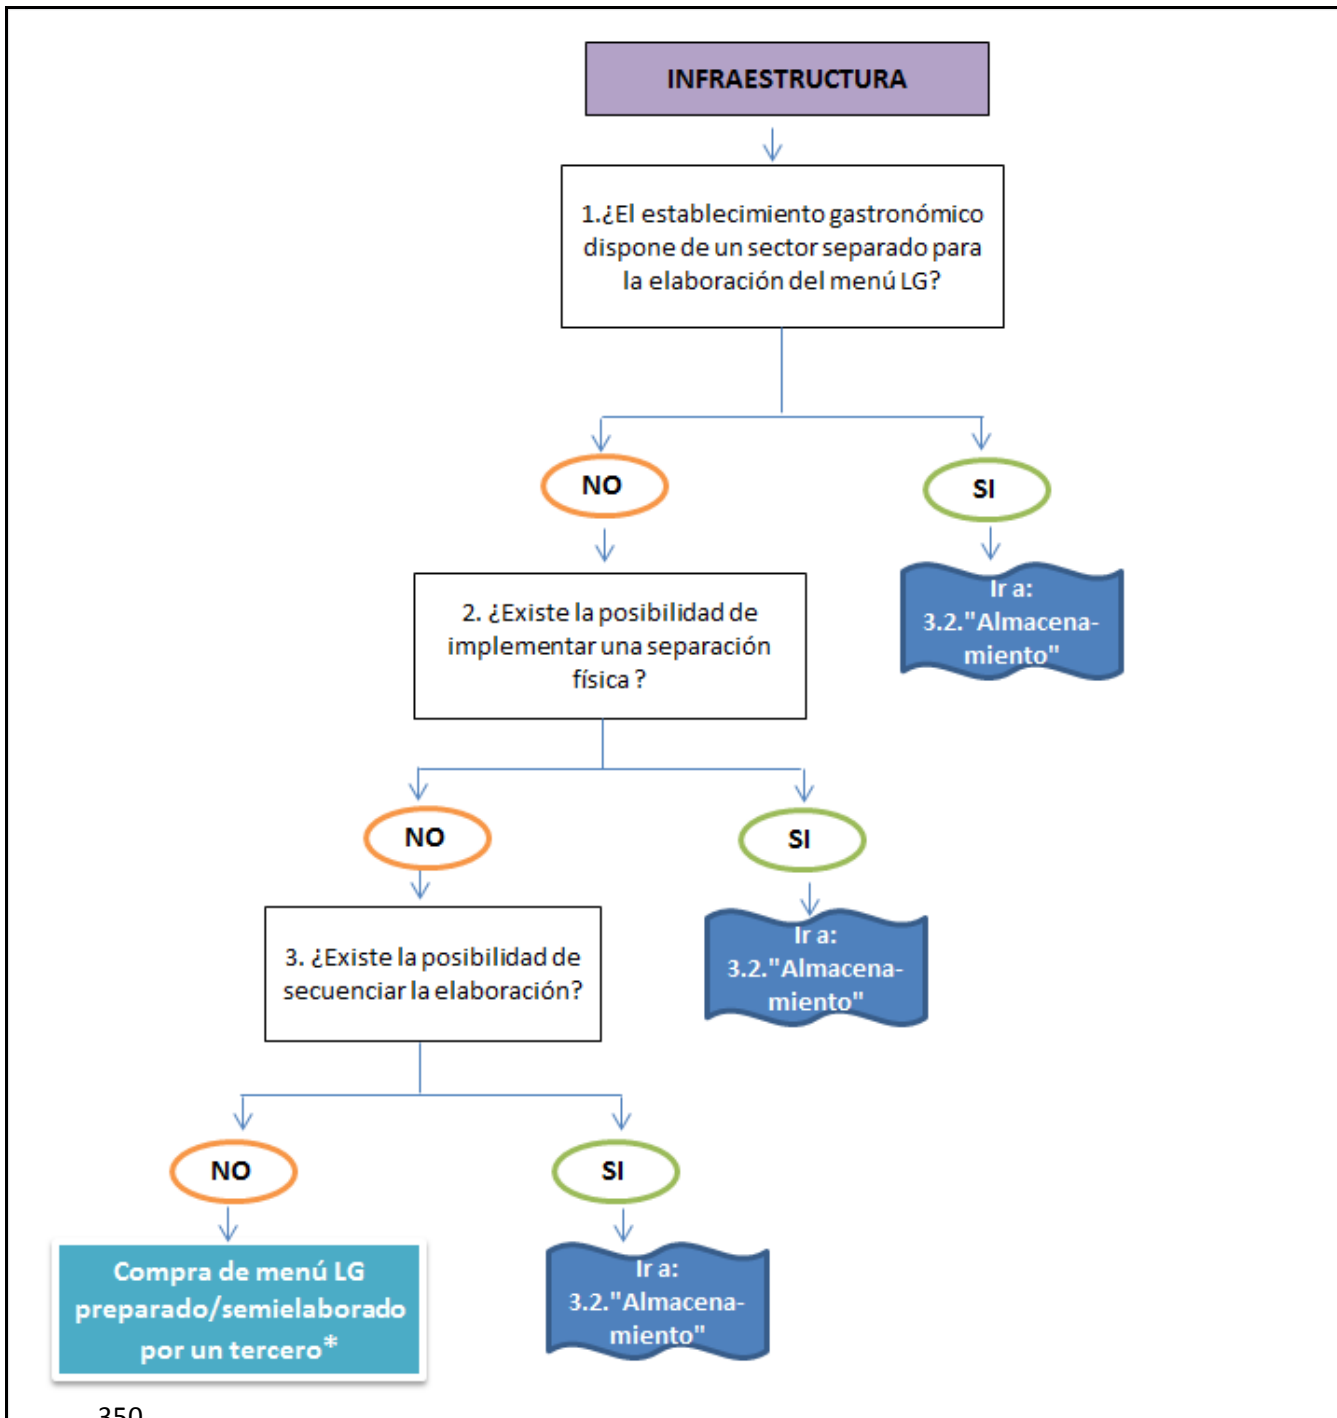 INFRAESTRUCTURA
1.¿El establecimiento gastronómico
dispone de un sector separado para
la elaboración del menú LG?
NO
SI
Ir a:
3.2."Almacena-
miento"
2. ¿Existe la posibilidad de
implementar una separación
física ?
NO
SI
Ir a:
3.2."Almacena-
miento"
3. ¿Existe la posibilidad de
secuenciar la elaboración?
NO
SI
Compra de menú LG
preparado/semielaborado
por un tercero*
Ir a:
3.2."Almacena-
miento"
350